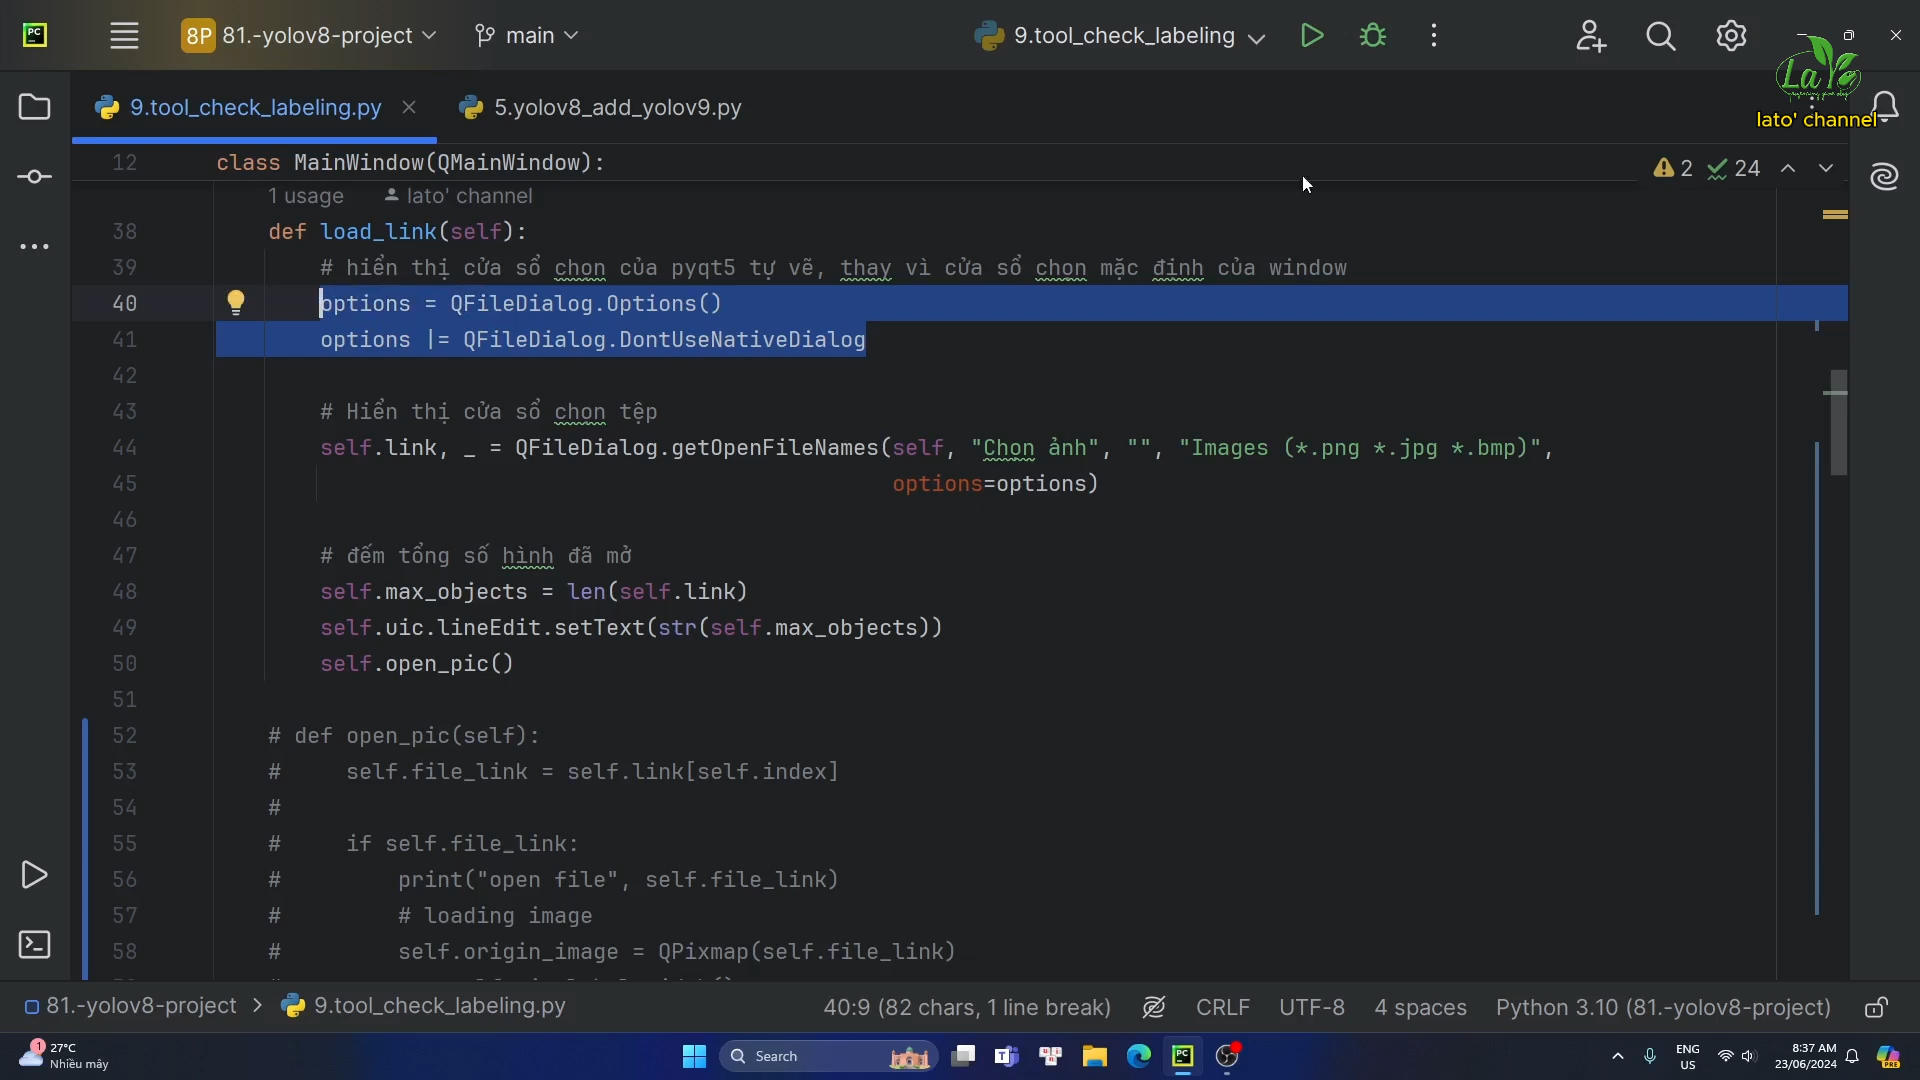 PC
8P 81.-yolov8-project
main
9.tool_check_labeling
LaTo
lato' channel
9.tool_check_labeling.py
5.yolov8_add_yolov9.py
12 class MainWindow(QMainWindow):
2 24
1 usage lato' channel
38 def load_link(self):
39 # hiển thị cửa sổ chọn của pyqt5 tự vẽ, thay vì cửa sổ chọn mặc định của window
40 options = QFileDialog.Options()
41 options |= QFileDialog.DontUseNativeDialog
42
43 # Hiển thị cửa sổ chọn tệp
44 self.link, _ = QFileDialog.getOpenFileNames(self, "Chọn ảnh", "", "Images (*.png *.jpg *.bmp)",
45 options=options)
46
47 # đếm tổng số hình đã mở
48 self.max_objects = len(self.link)
49 self.uic.lineEdit.setText(str(self.max_objects))
50 self.open_pic()
51
52 # def open_pic(self):
53 # self.file_link = self.link[self.index]
54 #
55 # if self.file_link:
56 # print("open file", self.file_link)
57 # # loading image
58 # self.origin_image = QPixmap(self.file_link)
81.-yolov8-project > 9.tool_check_labeling.py
40:9 (82 chars, 1 line break)
CRLF
UTF-8
4 spaces
Python 3.10 (81.-yolov8-project)
1
27°C
Nhiều mây
Search
ENG
US
8:37 AM
23/06/2024